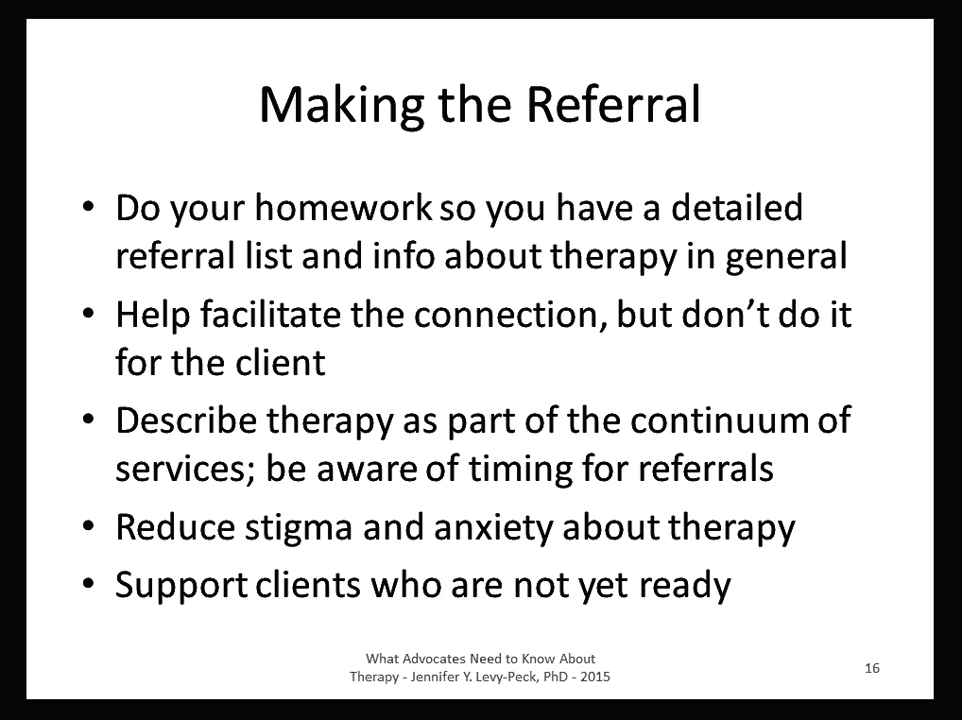 Making the Referral
• Do your homework so you have a detailed
referral list and info about therapy in general
• Help facilitate the connection, but don’t do it
for the client
• Describe therapy as part of the continuum of
services; be aware of timing for referrals
• Reduce stigma and anxiety about therapy
• Support clients who are not yet ready
What Advocates Need to Know About
Therapy - Jennifer Y. Levy-Peck, PhD - 2015
16